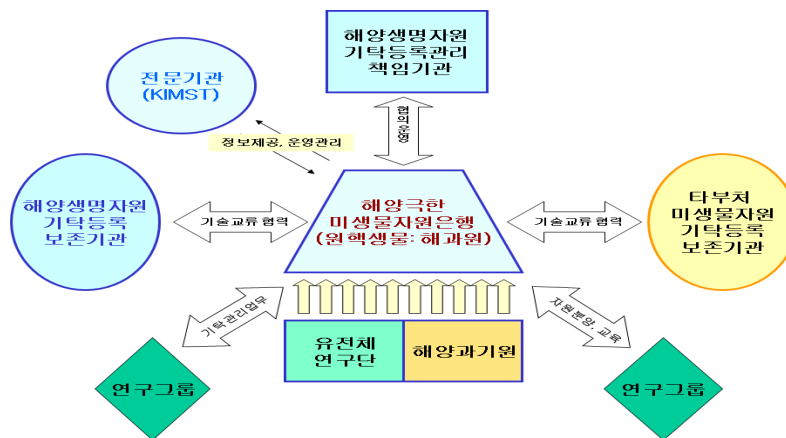 해양생명자원
기탁등록관리
책임기관
전문기관
(KIMST)
협의운영
정보제공, 운영관리
해양생명자원
기탁등록
보존기관
기술교류협력
해양극한
미생물자원은행
(원핵생물: 해과원)
기술교류협력
타부처
미생물자원
기탁등록
보존기관
기탁관리업무
자원분양, 교육
유전체
연구단
해양과기원
연구그룹
연구그룹